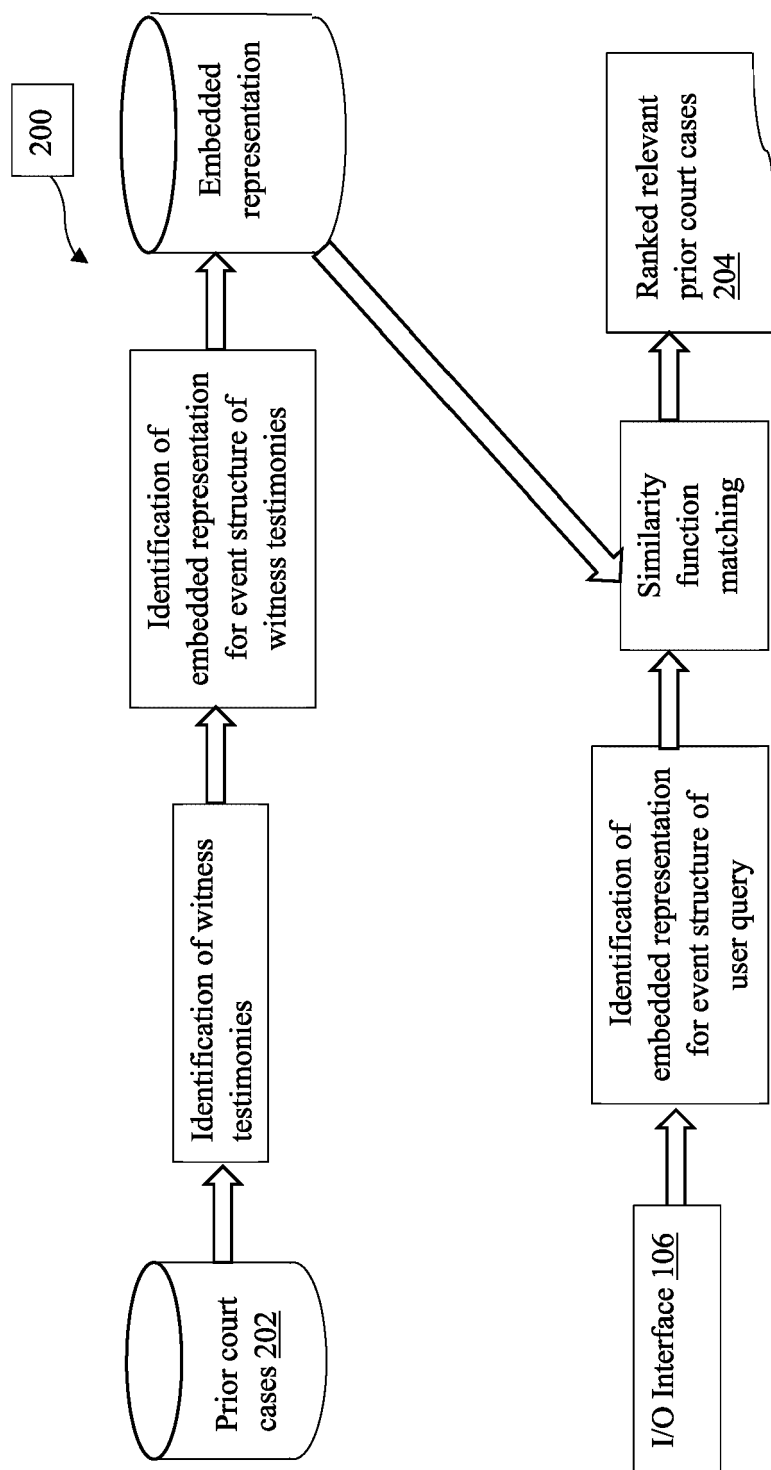 200
Prior court
cases 202
Identification of witness
testimonies
Identification of
embedded representation
for event structure of
witness testimonies
Embedded
representation
I/O Interface 106
Identification of
embedded representation
for event structure of
user query
Similarity
function
matching
Ranked relevant
prior court cases
204